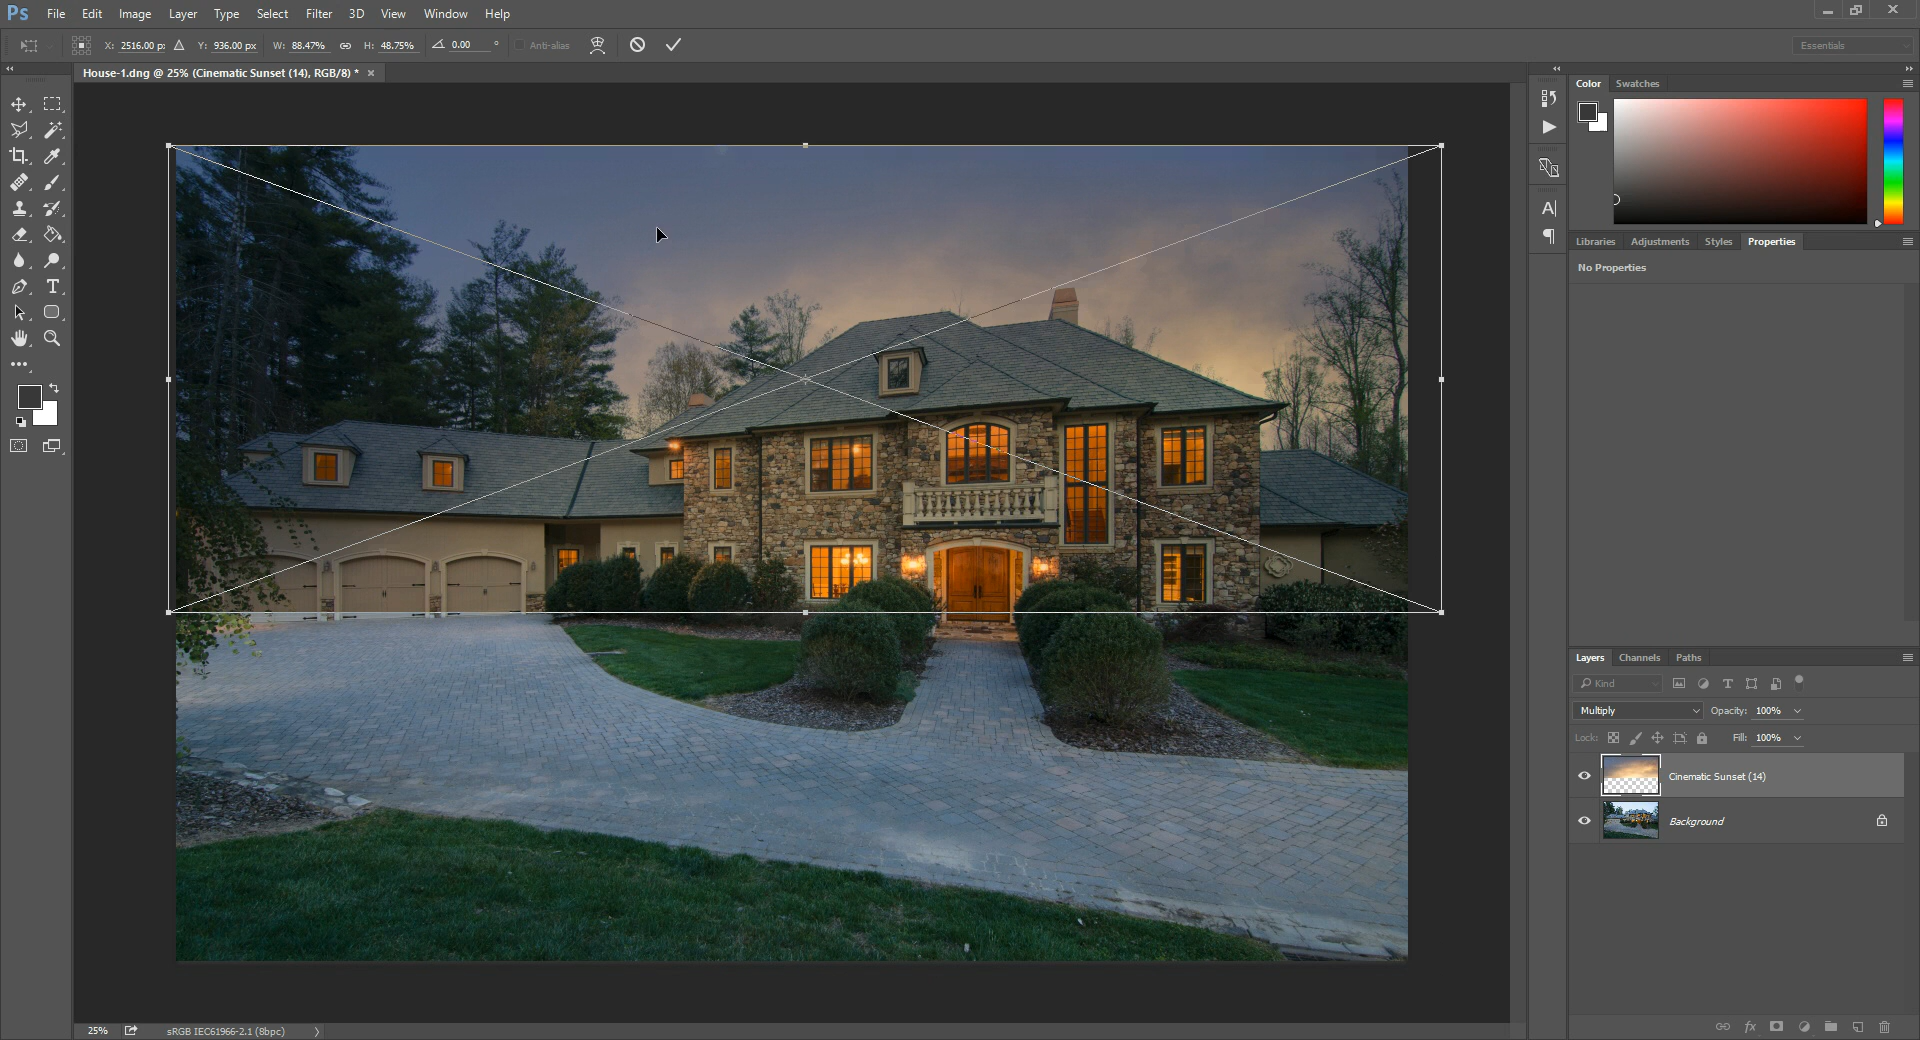 Ps File Edit Image Layer Type Select Filter 3D View Window Help
X: 2516.00 px Y: 936.00 px W: 88.47% H: 48.75% 0.00 ° Anti-alias Essentials
House-1.dng @ 25% (Cinematic Sunset (14), RGB/8) * ×
Color Swatches
Libraries Adjustments Styles Properties
No Properties
Layers Channels Paths
Kind
Multiply Opacity: 100%
Lock: Fill: 100%
Cinematic Sunset (14)
Background
25% sRGB IEC61966-2.1 (8bpc)
fx